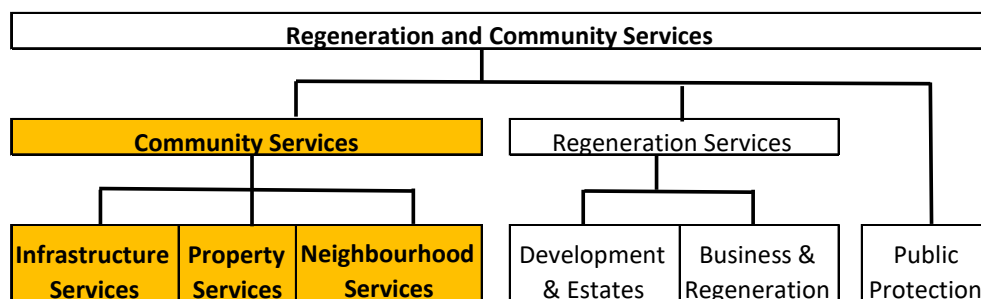 Regeneration and Community Services
Community Services
Regeneration Services
Infrastructure
Services
Property
Services
Neighbourhood
Services
Development
& Estates
Business &
Regeneration
Public
Protection